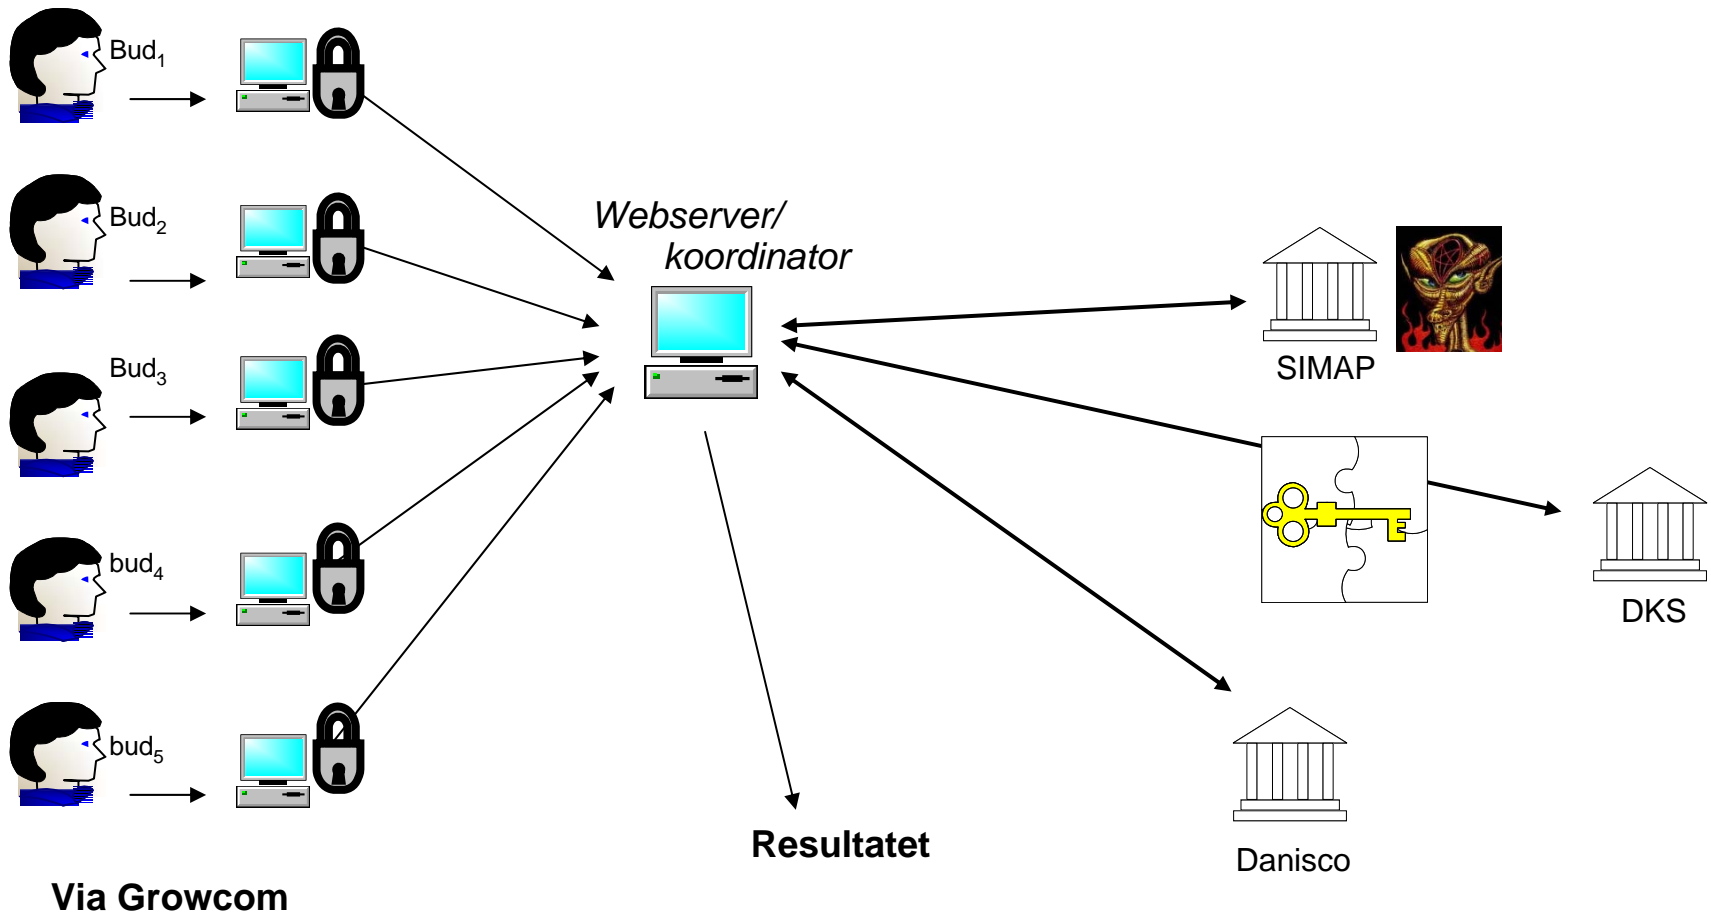 Bud₁
Bud₂
Bud₃
bud₄
bud₅
Webserver/
koordinator
SIMAP
DKS
Danisco
Resultatet
Via Growcom